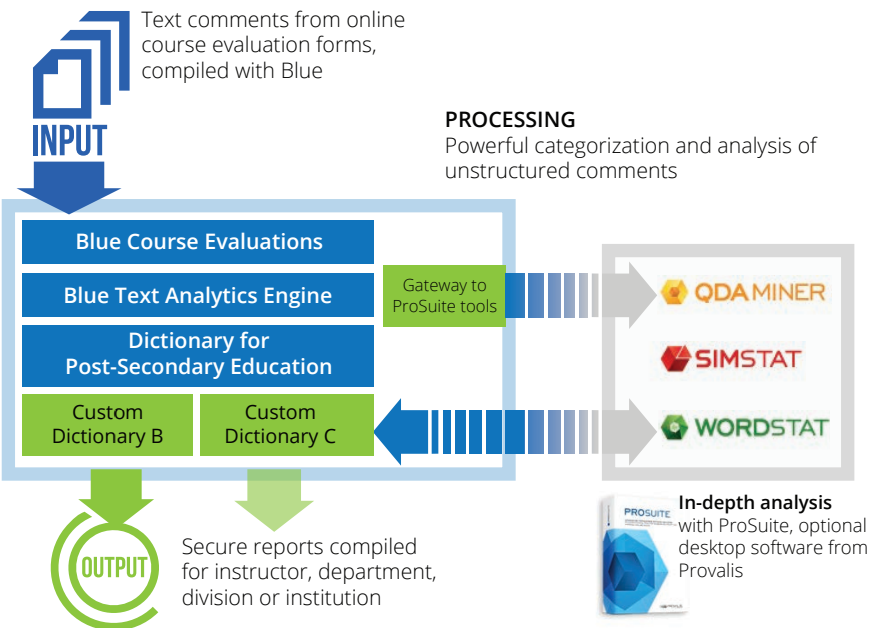 Text comments from online
course evaluation forms,
compiled with Blue
INPUT
PROCESSING
Powerful categorization and analysis of
unstructured comments
Blue Course Evaluations
Blue Text Analytics Engine
Gateway to
ProSuite tools
Dictionary for
Post-Secondary Education
Custom
Dictionary B
Custom
Dictionary C
QDA MINER
SIMSTAT
WORDSTAT
OUTPUT
Secure reports compiled
for instructor, department,
division or institution
PROSUITE
In-depth analysis
with ProSuite, optional
desktop software from
Provalis